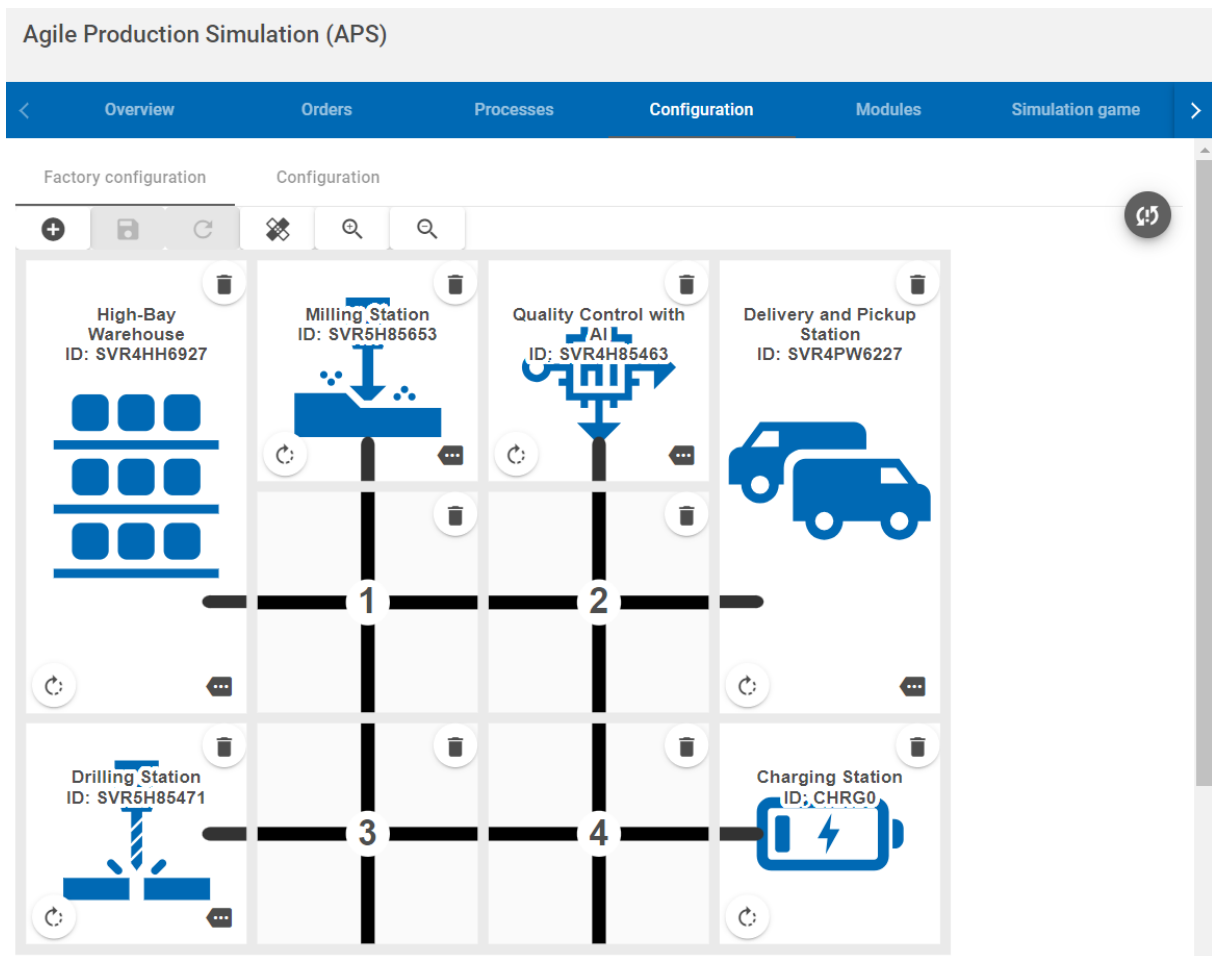 Agile Production Simulation (APS)
Overview
Orders
Processes
Configuration
Modules
Simulation game
Factory configuration
Configuration
High-Bay
Warehouse
ID: SVR4HH6927
Milling Station
ID: SVR5H85653
Quality Control with
AI
ID: SVR4H85463
Delivery and Pickup
Station
ID: SVR4PW6227
1
2
Drilling Station
ID: SVR5H85471
3
4
Charging Station
ID: CHRG0